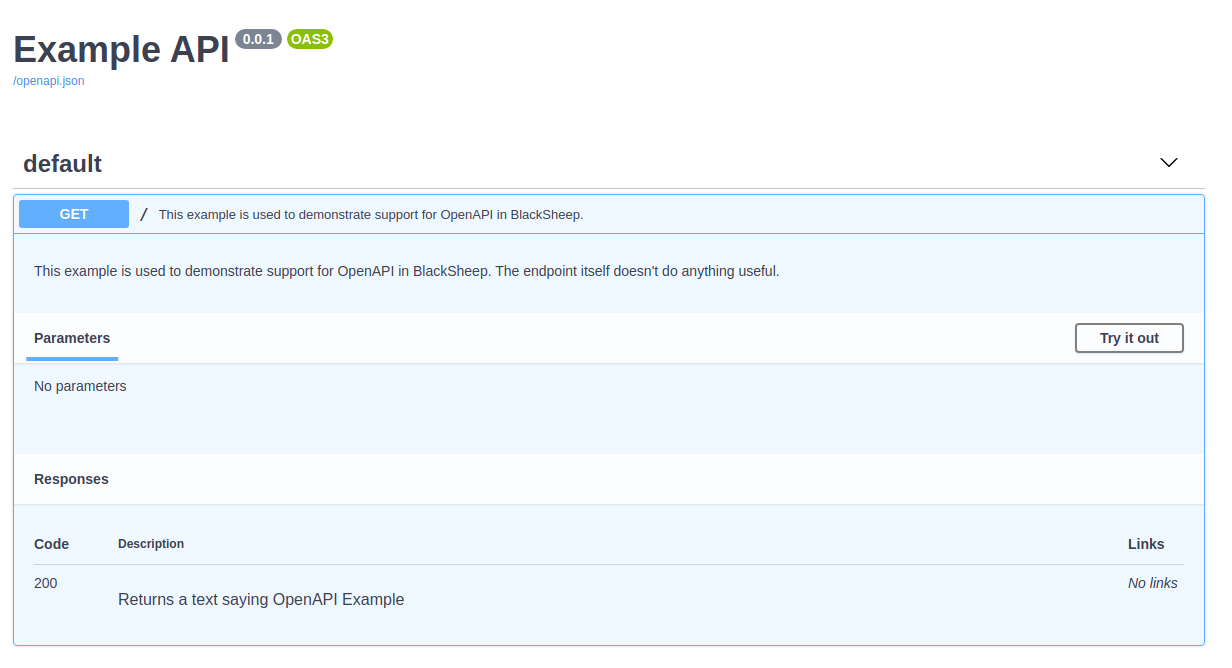 Example API 0.0.1 OAS3
/openapi.json
default
GET / This example is used to demonstrate support for OpenAPI in BlackSheep.
This example is used to demonstrate support for OpenAPI in BlackSheep. The endpoint itself doesn't do anything useful.
Parameters Try it out
No parameters
Responses
Code Description Links
200 No links
Returns a text saying OpenAPI Example